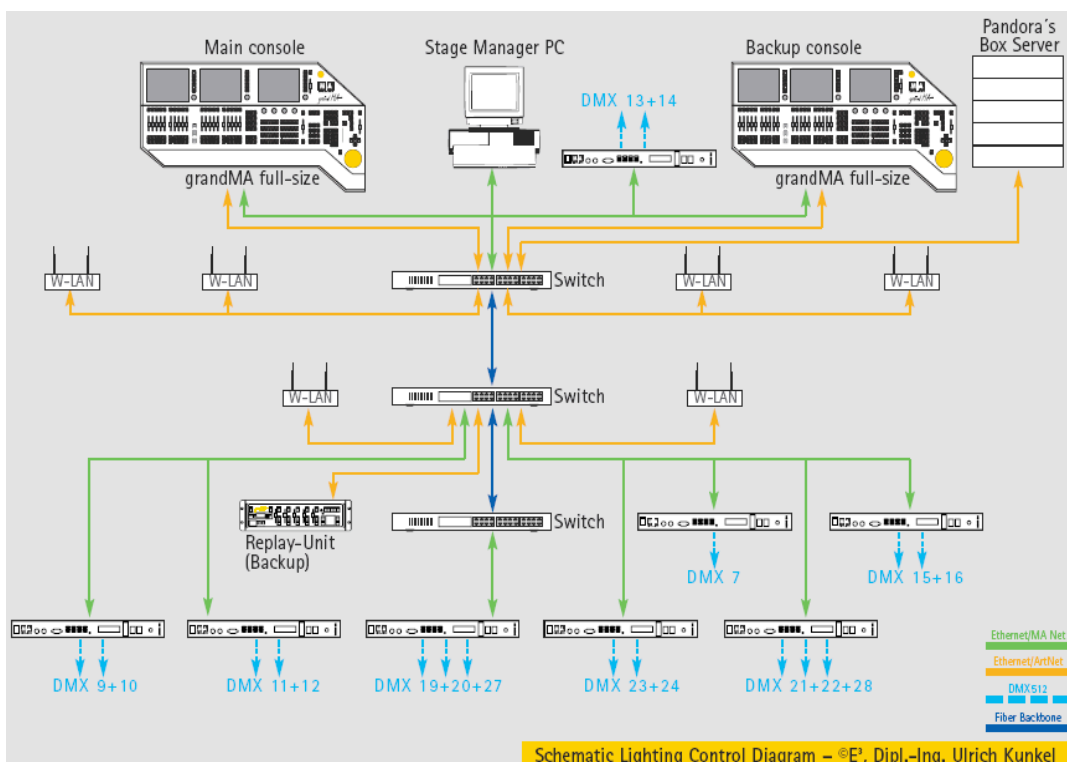 Main console
Stage Manager PC
Backup console
Pandora´s
Box Server
DMX 13+14
grandMA
grandMA
grandMA full-size
grandMA full-size
W-LAN
W-LAN
Switch
W-LAN
W-LAN
W-LAN
Switch
W-LAN
Replay-Unit
(Backup)
Switch
DMX 7
DMX 15+16
DMX 9+10
DMX 11+12
DMX 19+20+27
DMX 23+24
DMX 21+22+28
Ethernet/MA Net
Ethernet/ArtNet
DMX512
Fiber Backbone
Schematic Lighting Control Diagram – ©E³, Dipl.-Ing. Ulrich Kunkel